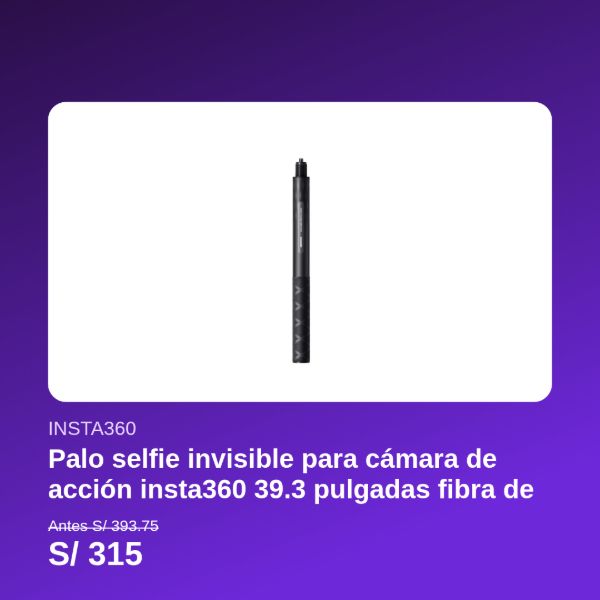 INSTA360
Palo selfie invisible para cámara de
acción insta360 39.3 pulgadas fibra de
Antes S/ 393.75
S/ 315